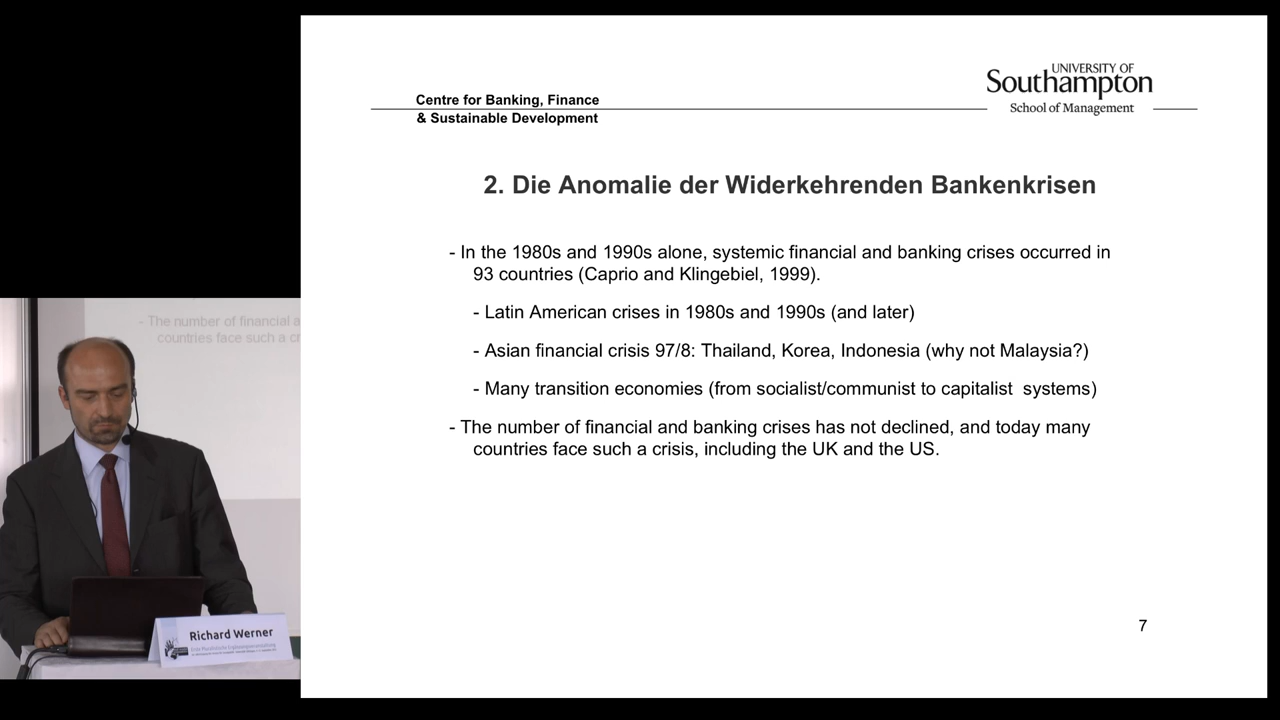 Centre for Banking, Finance
& Sustainable Development
UNIVERSITY OF
Southampton
School of Management
2. Die Anomalie der Widerkehrenden Bankenkrisen
- In the 1980s and 1990s alone, systemic financial and banking crises occurred in
93 countries (Caprio and Klingebiel, 1999).
- Latin American crises in 1980s and 1990s (and later)
- Asian financial crisis 97/8: Thailand, Korea, Indonesia (why not Malaysia?)
- Many transition economies (from socialist/communist to capitalist systems)
- The number of financial and banking crises has not declined, and today many
countries face such a crisis, including the UK and the US.
7
- The number of financial a
countries face such a cr
Richard Werner